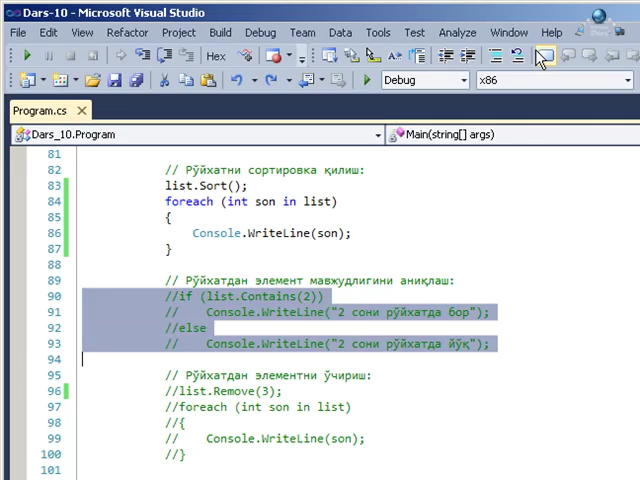 Dars-10 - Microsoft Visual Studio
File Edit View Refactor Project Build Debug Team Data Tools Test Analyze Window Help
Hex
Debug x86
Program.cs
Dars_10.Program Main(string[] args)
81
82 // Рўйхатни сортировка қилиш:
83 list.Sort();
84 foreach (int son in list)
85 {
86 Console.WriteLine(son);
87 }
88
89 // Рўйхатдан элемент мавжудлигини аниқлаш:
90 //if (list.Contains(2))
91 // Console.WriteLine("2 сони рўйхатда бор");
92 //else
93 // Console.WriteLine("2 сони рўйхатда йўқ");
94
95 // Рўйхатдан элементни ўчириш:
96 //list.Remove(3);
97 //foreach (int son in list)
98 //{
99 // Console.WriteLine(son);
100 //}
101